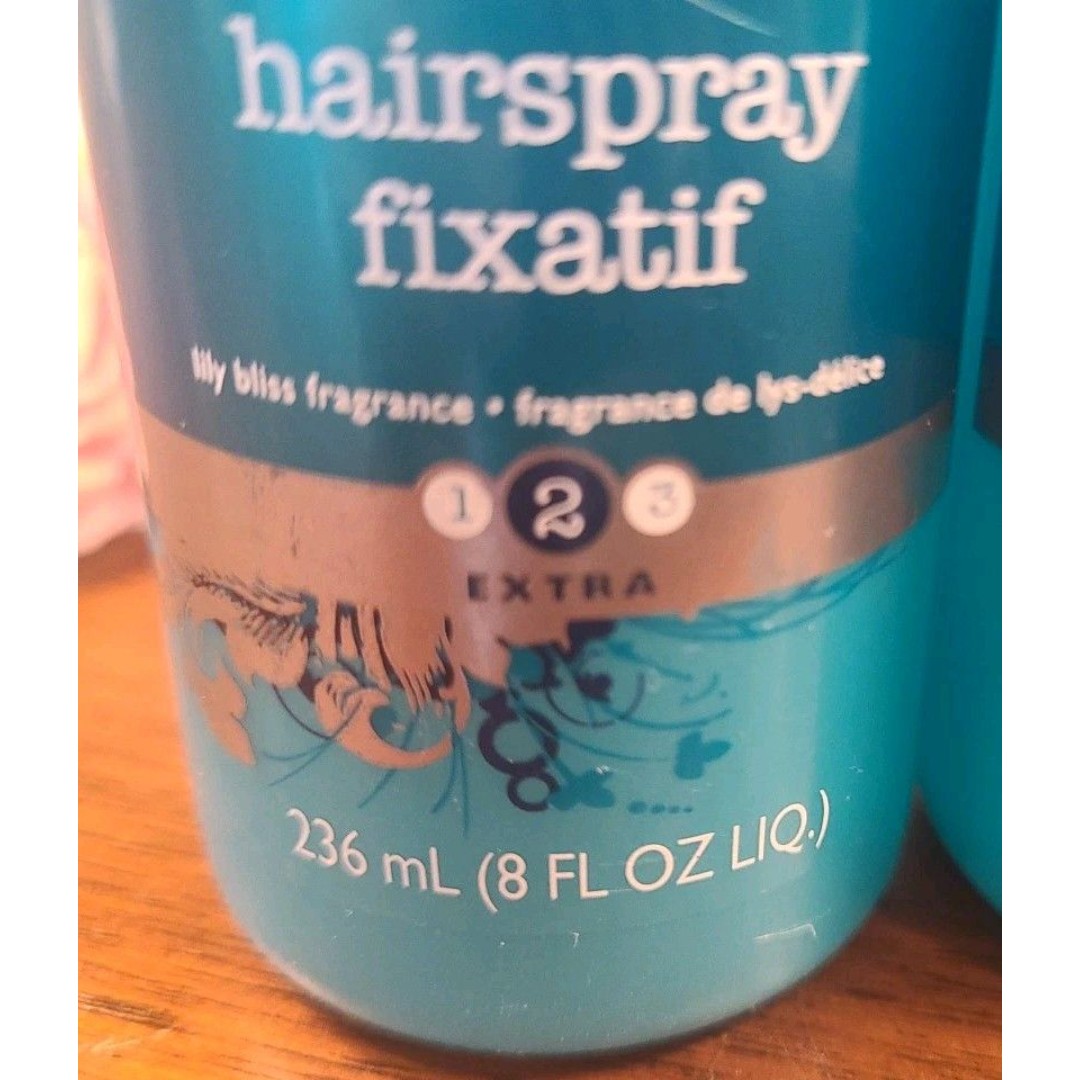 hairspray
fixatif
lily bliss fragrance • fragrance de lys-délice
1 2 3
EXTRA
236 mL (8 FL OZ LIQ.)